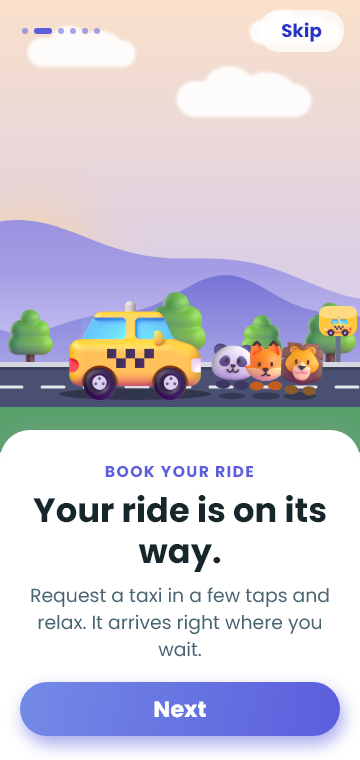 Skip
BOOK YOUR RIDE
Your ride is on its
way.
Request a taxi in a few taps and
relax. It arrives right where you
wait.
Next